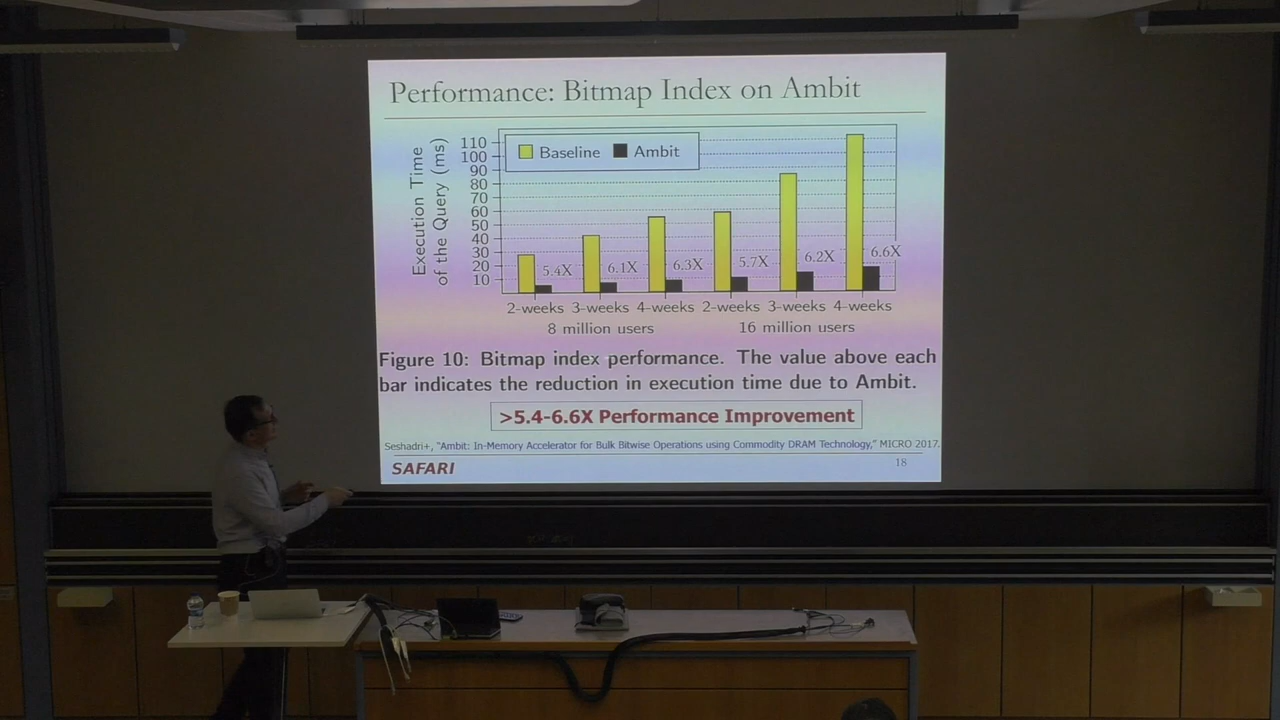 Performance: Bitmap Index on Ambit
Execution Time
of the Query (ms)
110
100
90
80
70
60
50
40
30
20
10
Baseline Ambit
5.4X 6.1X 6.3X 5.7X 6.2X 6.6X
2-weeks 3-weeks 4-weeks 2-weeks 3-weeks 4-weeks
8 million users 16 million users
Figure 10: Bitmap index performance. The value above each
bar indicates the reduction in execution time due to Ambit.
>5.4-6.6X Performance Improvement
Seshadri+, "Ambit: In-Memory Accelerator for Bulk Bitwise Operations using Commodity DRAM Technology," MICRO 2017.
SAFARI 18